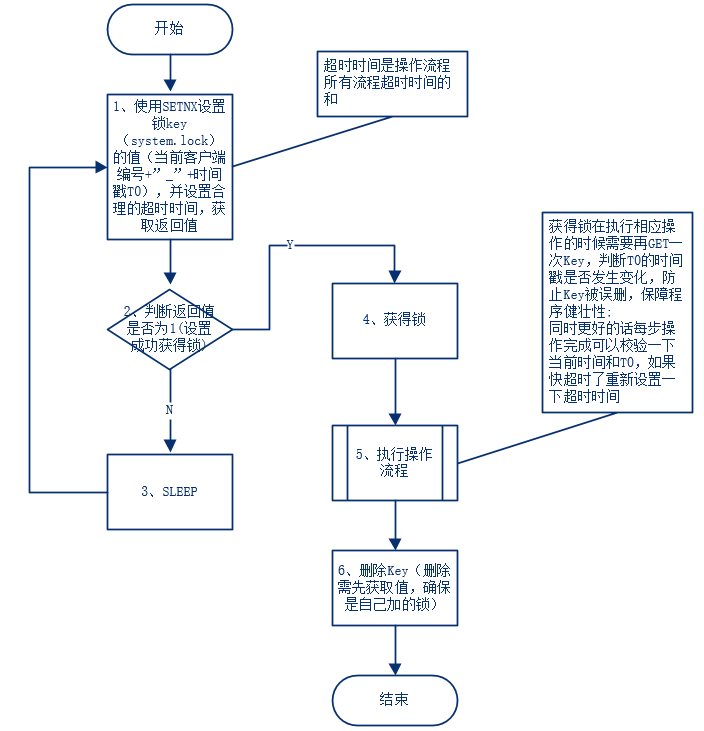 开始
超时时间是操作流程
所有流程超时时间的
和
1、使用SETNX设置
锁key
（system.lock）
的值（当前客户端
编号+”_”+时间
戳T0），并设置合
理的超时时间，获
取返回值
获得锁在执行相应操
作的时候需要再GET一
次Key，判断T0的时间
戳是否发生变化，防
止Key被误删，保障程
序健壮性;
同时更好的话每步操
作完成可以校验一下
当前时间和T0，如果
快超时了重新设置一
下超时时间
Y
2、判断返回值
是否为1(设置
成功获得锁)
4、获得锁
N
5、执行操作
流程
3、SLEEP
6、删除Key（删除
需先获取值，确保
是自己加的锁）
结束